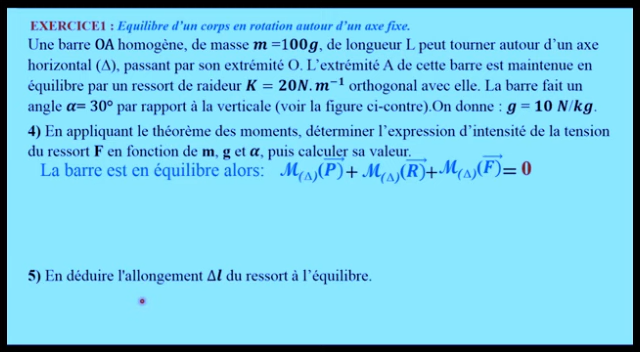 EXERCICE1 : Equilibre d'un corps en rotation autour d'un axe fixe.
Une barre OA homogène, de masse m =100g, de longueur L peut tourner autour d'un axe
horizontal (Δ), passant par son extrémité O. L'extrémité A de cette barre est maintenue en
équilibre par un ressort de raideur K = 20N.m⁻¹ orthogonal avec elle. La barre fait un
angle α= 30° par rapport à la verticale (voir la figure ci-contre).On donne : g = 10 N/kg.
4) En appliquant le théorème des moments, déterminer l'expression d'intensité de la tension
du ressort F en fonction de m, g et α, puis calculer sa valeur.
La barre est en équilibre alors: ℳ(Δ)(P⃗)+ ℳ(Δ)(R⃗)+ℳ(Δ)(F⃗)= 0
5) En déduire l'allongement Δl du ressort à l'équilibre.